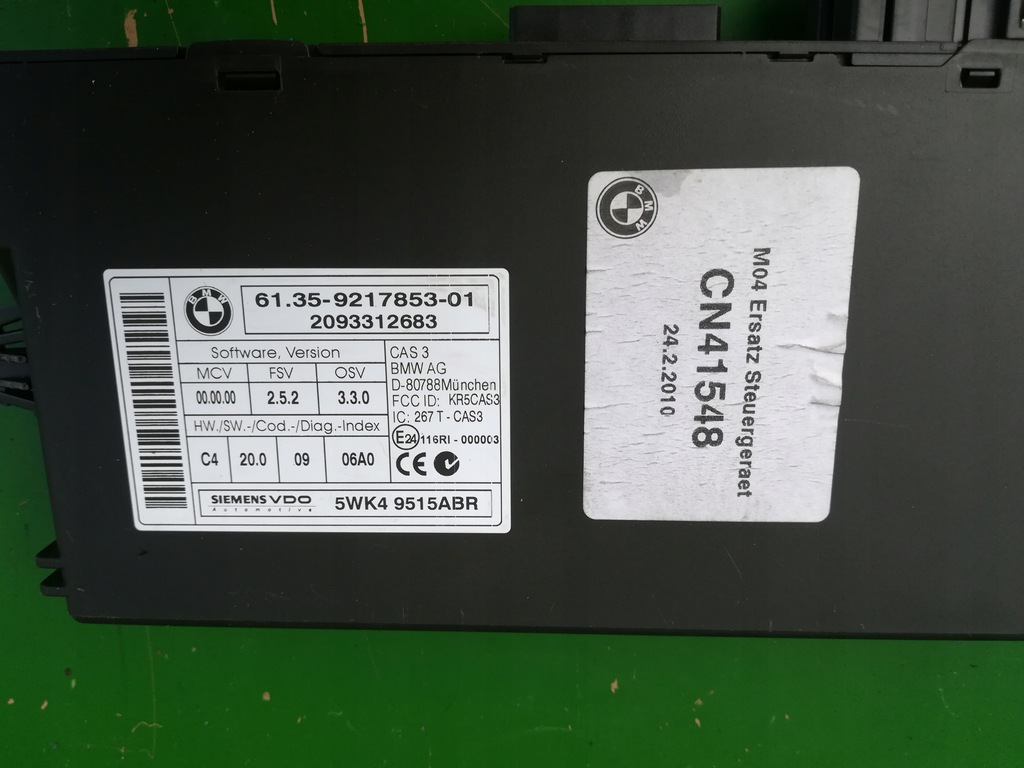 BMW
61.35-9217853-01
2093312683
Software, Version
MCV FSV OSV
00.00.00 2.5.2 3.3.0
HW./SW.-/Cod.-/Diag.-Index
C4 20.0 09 06A0
CAS 3
BMW AG
D-80788München
FCC ID: KR5CAS3
IC: 267 T - CAS3
E24 116RI - 000003
CE
SIEMENS VDO
Automotive
5WK4 9515ABR
BMW
M04 Ersatz Steuergeraet
CN41548
24.2.2010